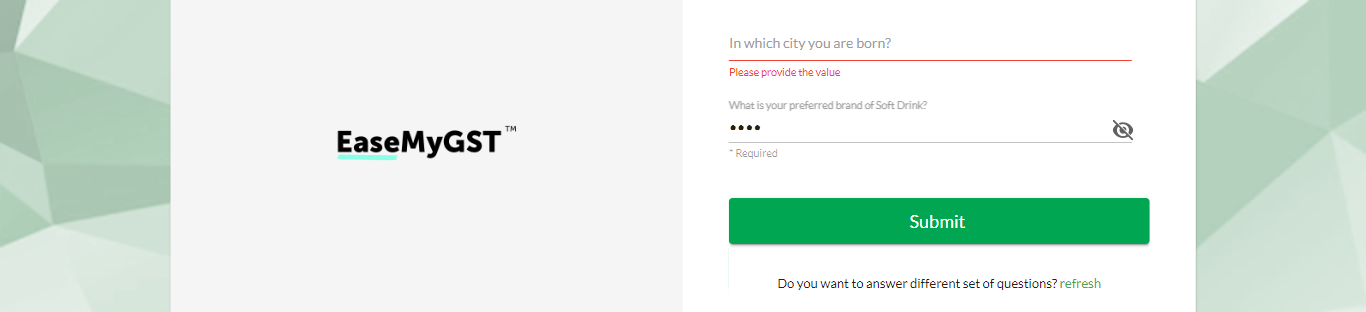 In which city you are born?
Please provide the value
What is your preferred brand of Soft Drink?
••••
* Required
EaseMyGST™
Submit
Do you want to answer different set of questions? refresh